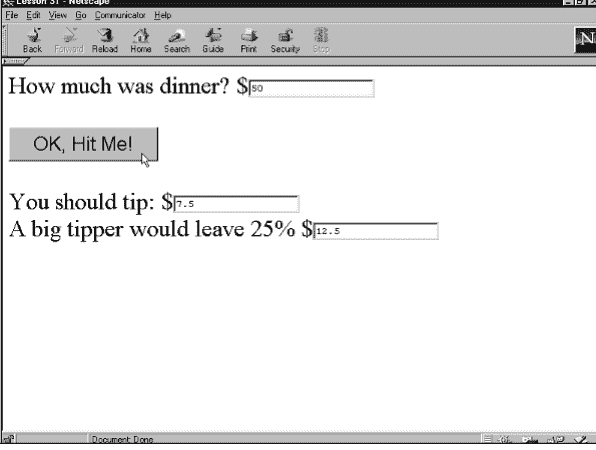 Lesson 31 - Netscape
File Edit View Go Communicator Help
Back Forward Reload Home Search Guide Print Security Stop
N
How much was dinner? $50
OK, Hit Me!
You should tip: $7.5
A big tipper would leave 25% $12.5
Document: Done